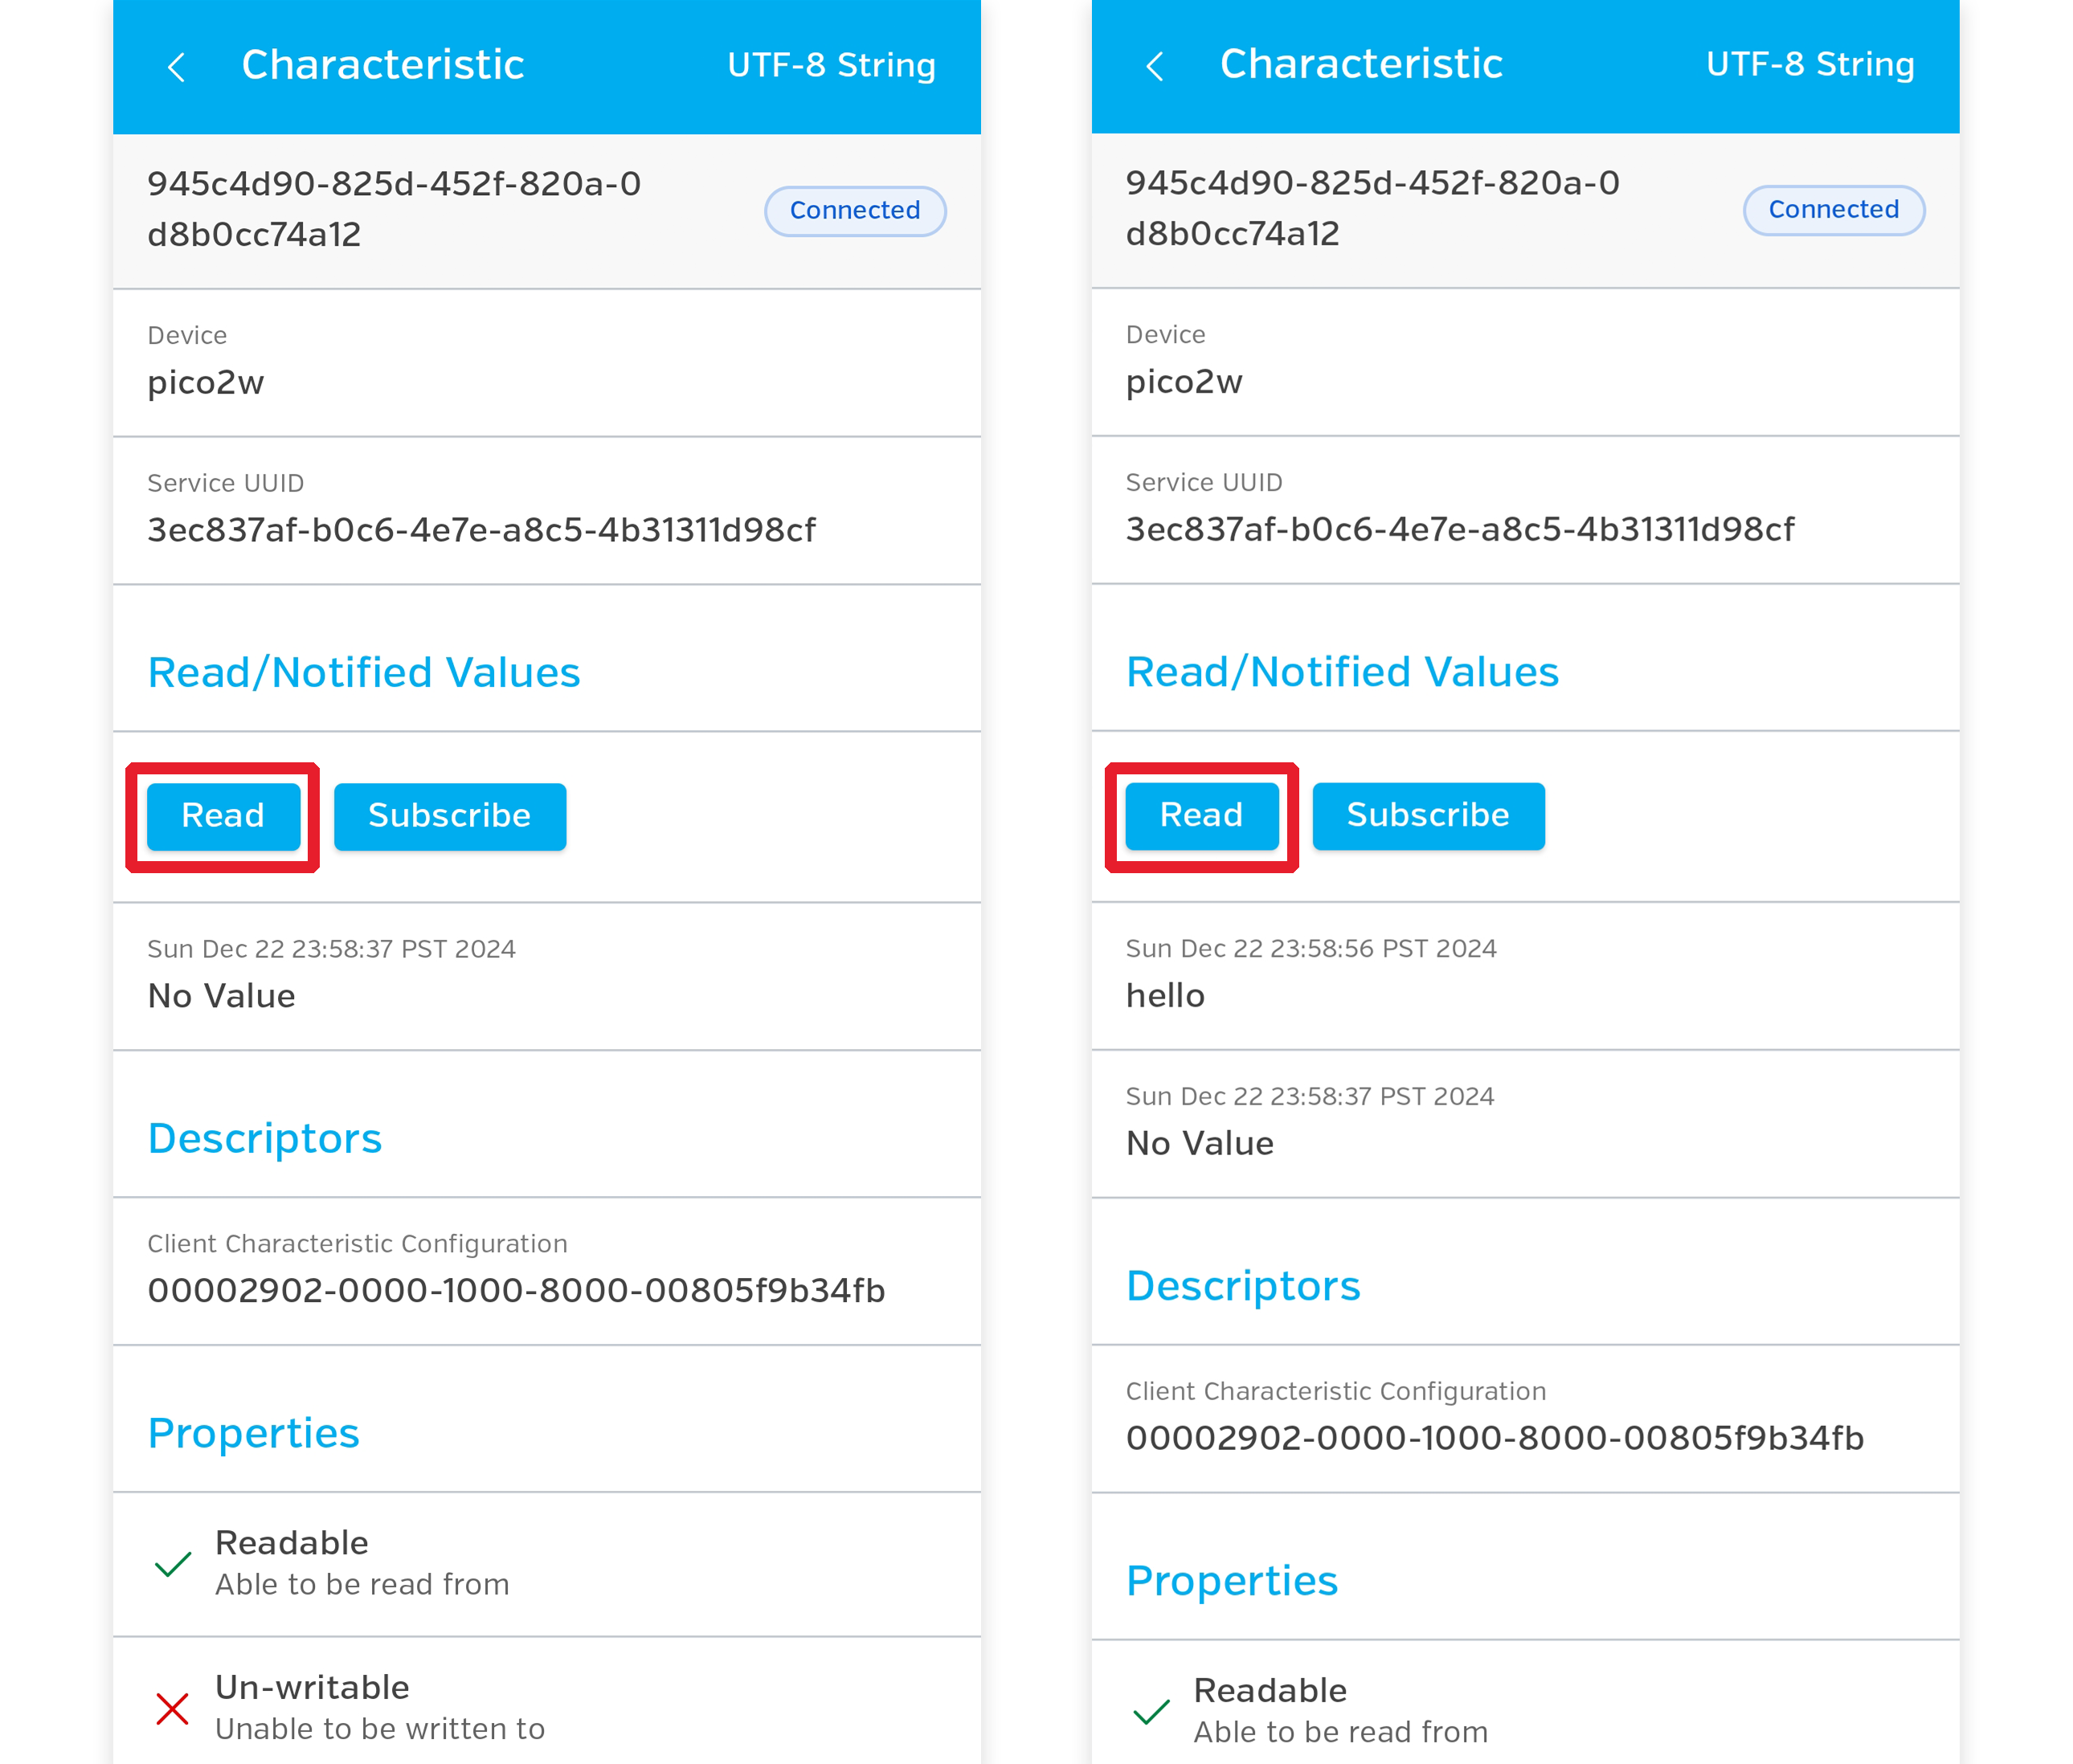 Characteristic
UTF-8 String
945c4d90-825d-452f-820a-0
d8b0cc74a12
Connected
Device
pico2w
Service UUID
3ec837af-b0c6-4e7e-a8c5-4b31311d98cf
Read/Notified Values
Read
Subscribe
Sun Dec 22 23:58:37 PST 2024
No Value
Descriptors
Client Characteristic Configuration
00002902-0000-1000-8000-00805f9b34fb
Properties
Readable
Able to be read from
Un-writable
Unable to be written to
Characteristic
UTF-8 String
945c4d90-825d-452f-820a-0
d8b0cc74a12
Connected
Device
pico2w
Service UUID
3ec837af-b0c6-4e7e-a8c5-4b31311d98cf
Read/Notified Values
Read
Subscribe
Sun Dec 22 23:58:56 PST 2024
hello
Sun Dec 22 23:58:37 PST 2024
No Value
Descriptors
Client Characteristic Configuration
00002902-0000-1000-8000-00805f9b34fb
Properties
Readable
Able to be read from